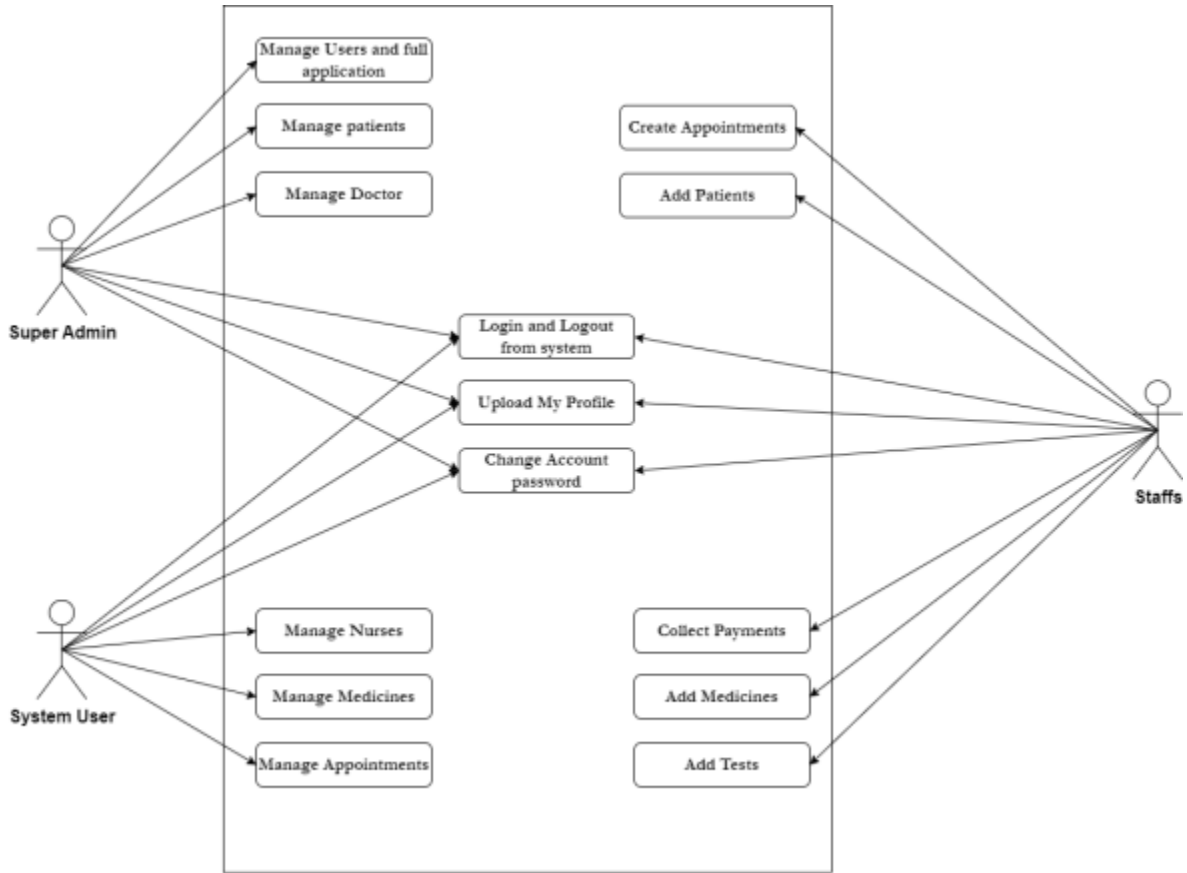 Manage Users and full
application
Manage patients
Create Appointments
Manage Doctor
Add Patients
Super Admin
Login and Logout
from system
Upload My Profile
Change Account
password
Staffs
Manage Nurses
Collect Payments
Manage Medicines
Add Medicines
System User
Manage Appointments
Add Tests